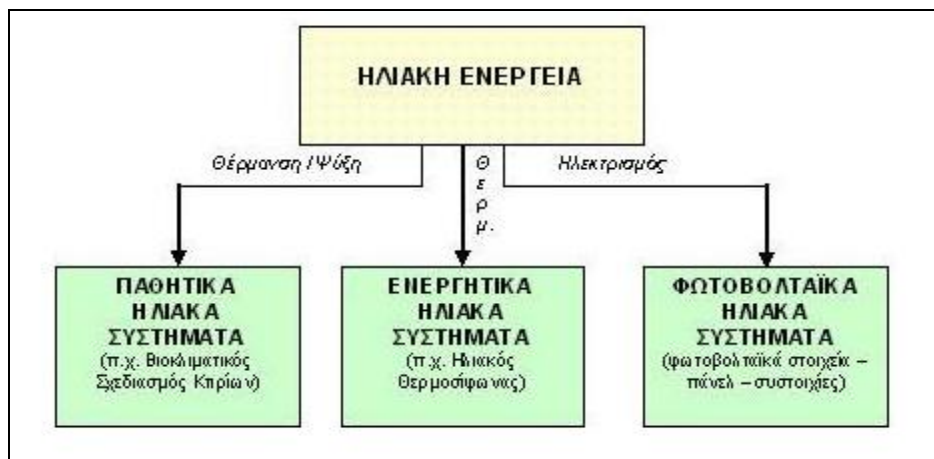 ΗΛΙΑΚΗ ΕΝΕΡΓΕΙΑ
Θέρμανση / Ψύξη
Θερμ.
Ηλεκτρισμός
ΠΑΘΗΤΙΚΑ
ΗΛΙΑΚΑ
ΣΥΣΤΗΜΑΤΑ
(π.χ. Βιοκλιματικός
Σχεδιασμός Κτιρίων)
ΕΝΕΡΓΗΤΙΚΑ
ΗΛΙΑΚΑ
ΣΥΣΤΗΜΑΤΑ
(π.χ. Ηλιακός
Θερμοσίφωνας)
ΦΩΤΟΒΟΛΤΑΪΚΑ
ΗΛΙΑΚΑ
ΣΥΣΤΗΜΑΤΑ
(φωτοβολταϊκά στοιχεία –
πάνελ – συστοιχίες)